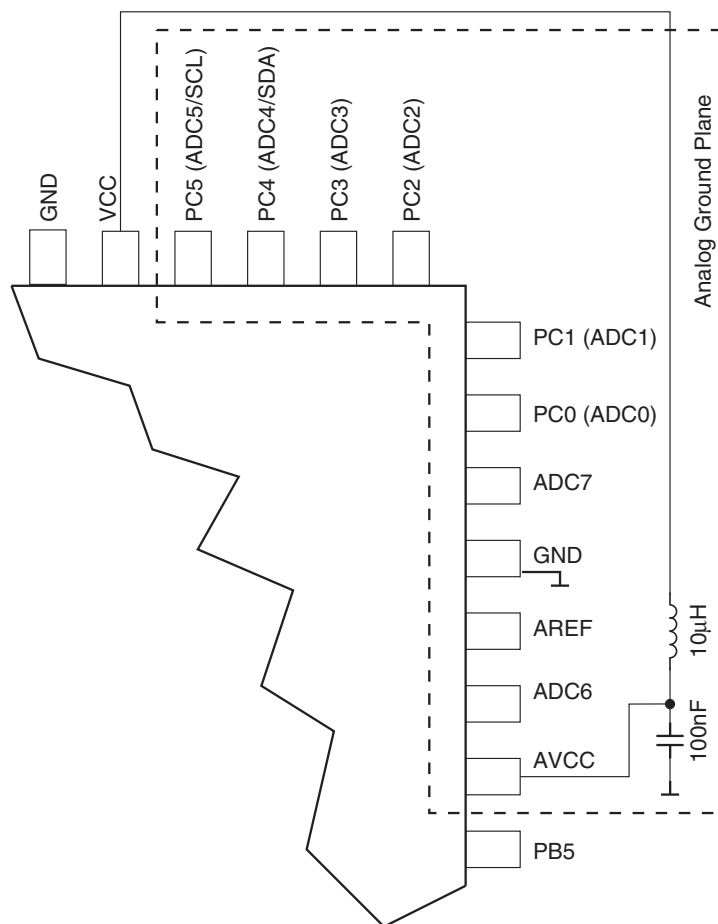 GND
VCC
PC5 (ADC5/SCL)
PC4 (ADC4/SDA)
PC3 (ADC3)
PC2 (ADC2)
Analog Ground Plane
PC1 (ADC1)
PC0 (ADC0)
ADC7
GND
AREF
10μH
ADC6
100nF
AVCC
PB5